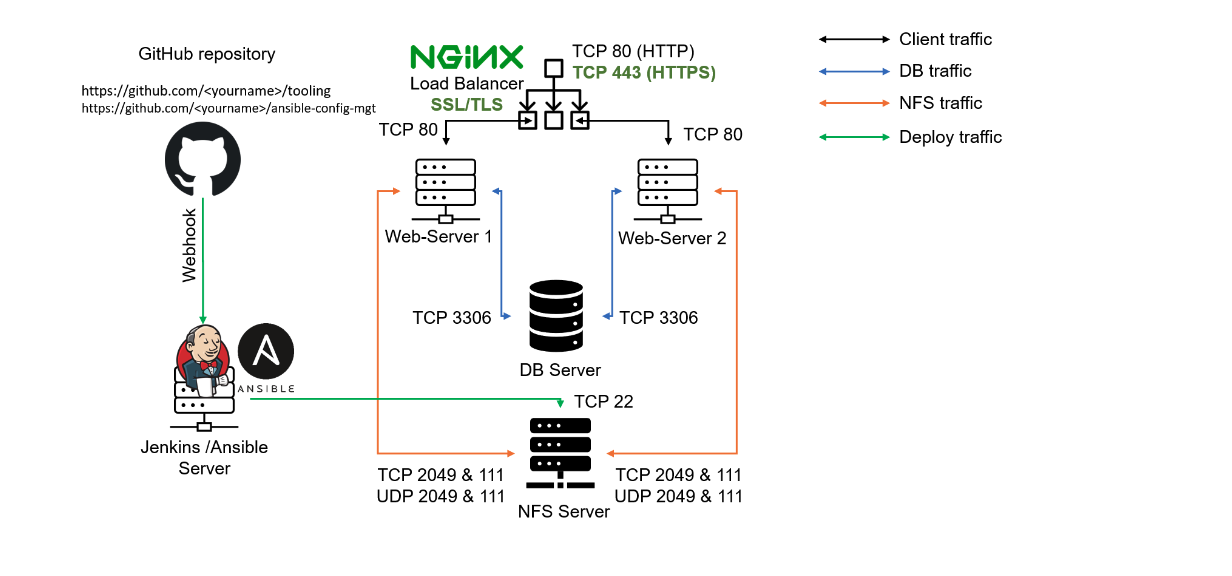 GitHub repository
https://github.com/<yourname>/tooling
https://github.com/<yourname>/ansible-config-mgt
Webhook
ANSIBLE
Jenkins /Ansible
Server
NGINX
Load Balancer
SSL/TLS
TCP 80 (HTTP)
TCP 443 (HTTPS)
TCP 80
TCP 80
Web-Server 1
Web-Server 2
TCP 3306
TCP 3306
DB Server
TCP 22
TCP 2049 & 111
UDP 2049 & 111
TCP 2049 & 111
UDP 2049 & 111
NFS Server
Client traffic
DB traffic
NFS traffic
Deploy traffic